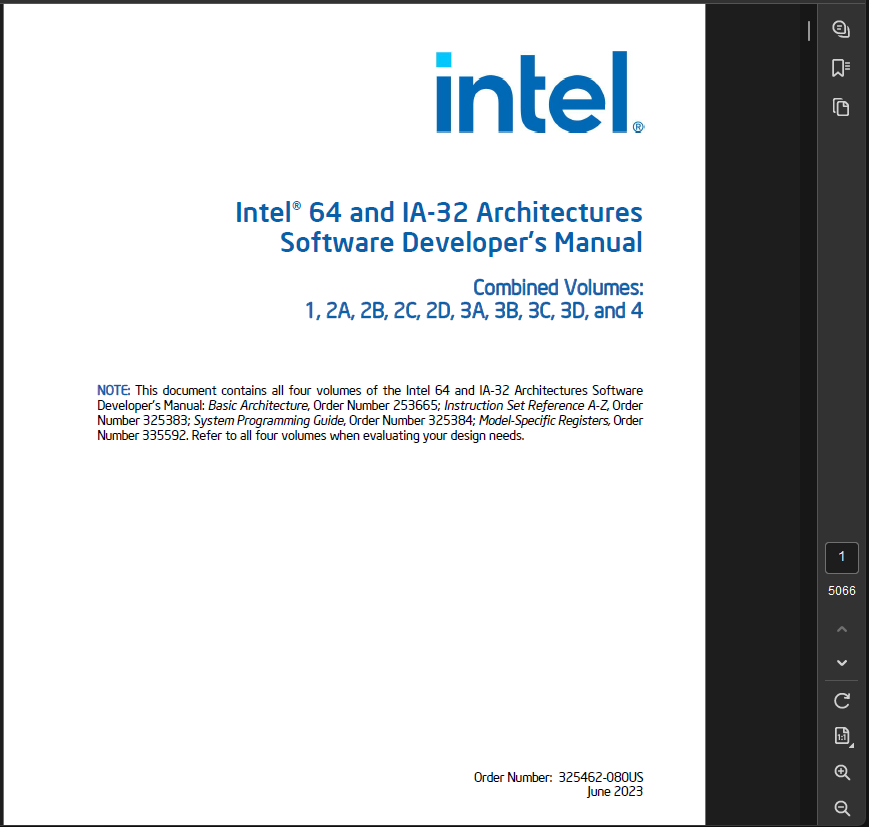 intel®
Intel® 64 and IA-32 Architectures
Software Developer's Manual
Combined Volumes:
1, 2A, 2B, 2C, 2D, 3A, 3B, 3C, 3D, and 4
NOTE: This document contains all four volumes of the Intel 64 and IA-32 Architectures Software
Developer's Manual: Basic Architecture, Order Number 253665; Instruction Set Reference A-Z, Order
Number 325383; System Programming Guide, Order Number 325384; Model-Specific Registers, Order
Number 335592. Refer to all four volumes when evaluating your design needs.
Order Number: 325462-080US
June 2023
1
5066
1:1